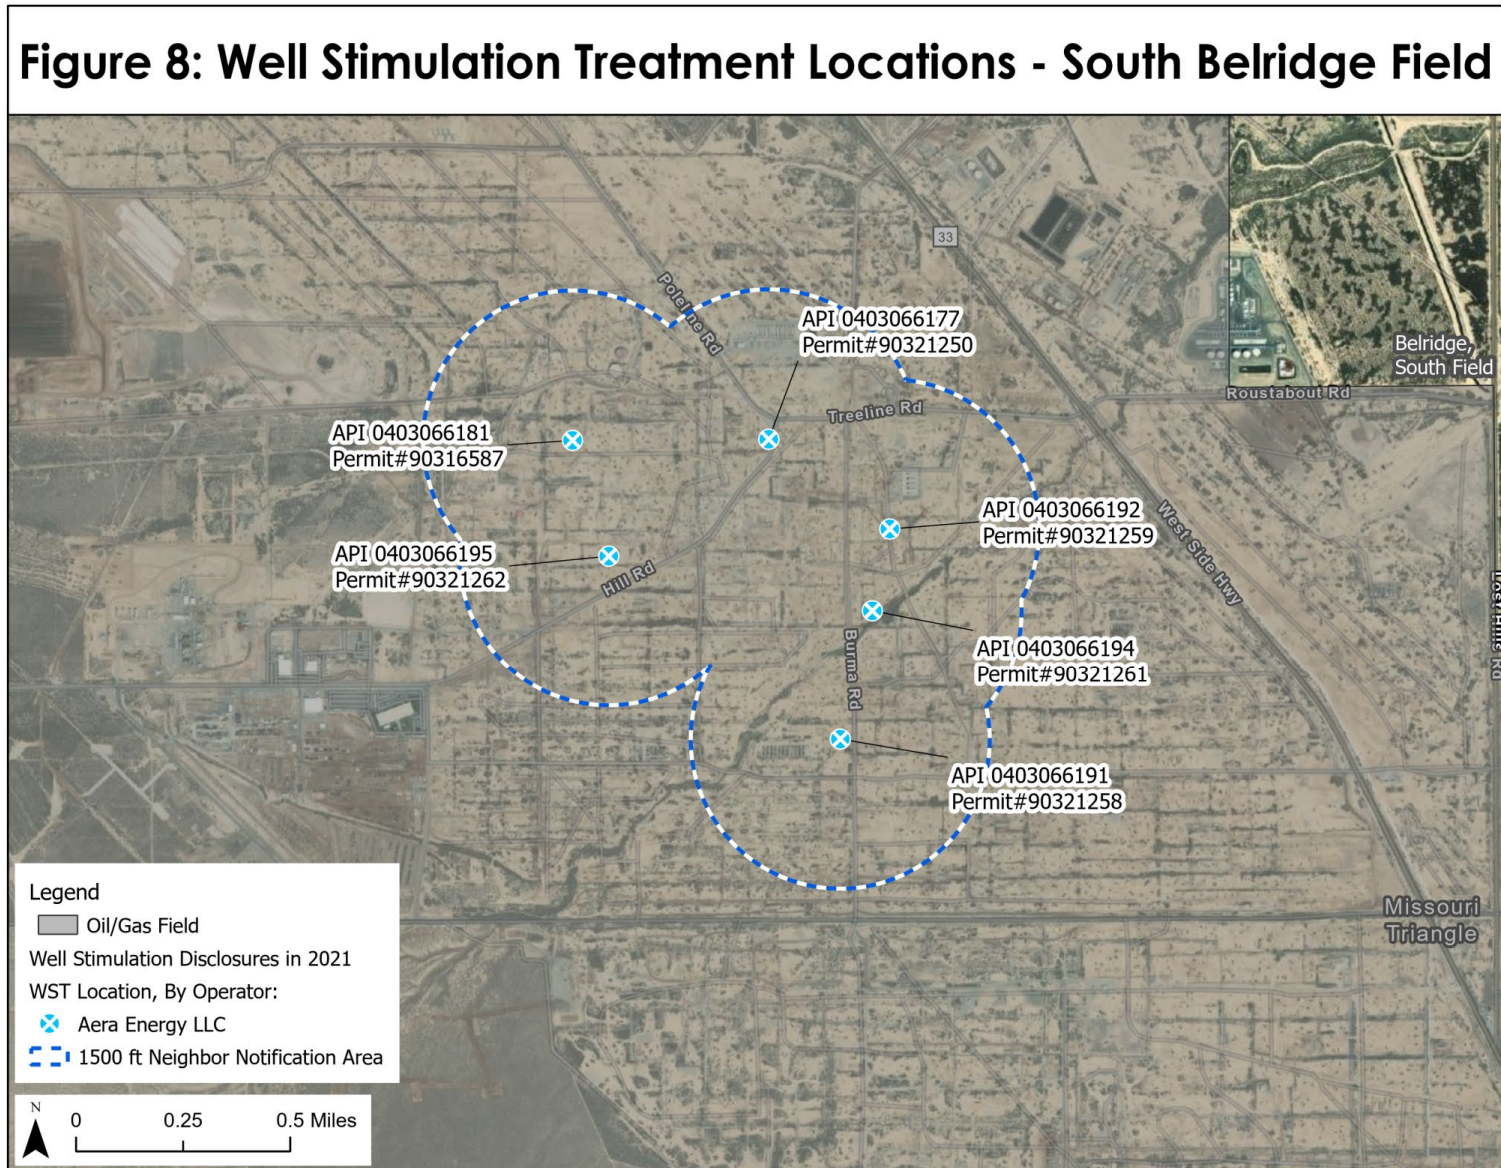 Figure 8: Well Stimulation Treatment Locations - South Belridge Field
33
Poleline Rd
API 0403066177
Permit#90321250
Belridge,
South Field
Roustabout Rd
Treeline Rd
API 0403066181
Permit#90316587
API 0403066192
Permit#90321259
West Side Hwy
API 0403066195
Permit#90321262
Hill Rd
Lost Hills Rd
Burma Rd
API 0403066194
Permit#90321261
API 0403066191
Permit#90321258
Missouri
Triangle
Legend
Oil/Gas Field
Well Stimulation Disclosures in 2021
WST Location, By Operator:
Aera Energy LLC
1500 ft Neighbor Notification Area
N
0 0.25 0.5 Miles